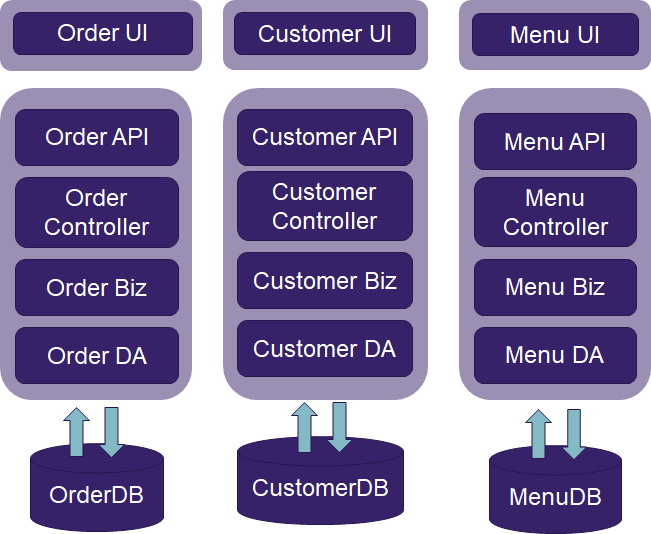 Order UI
Customer UI
Menu UI
Order API
Customer API
Menu API
Order
Controller
Customer
Controller
Menu
Controller
Order Biz
Customer Biz
Menu Biz
Order DA
Customer DA
Menu DA
OrderDB
CustomerDB
MenuDB